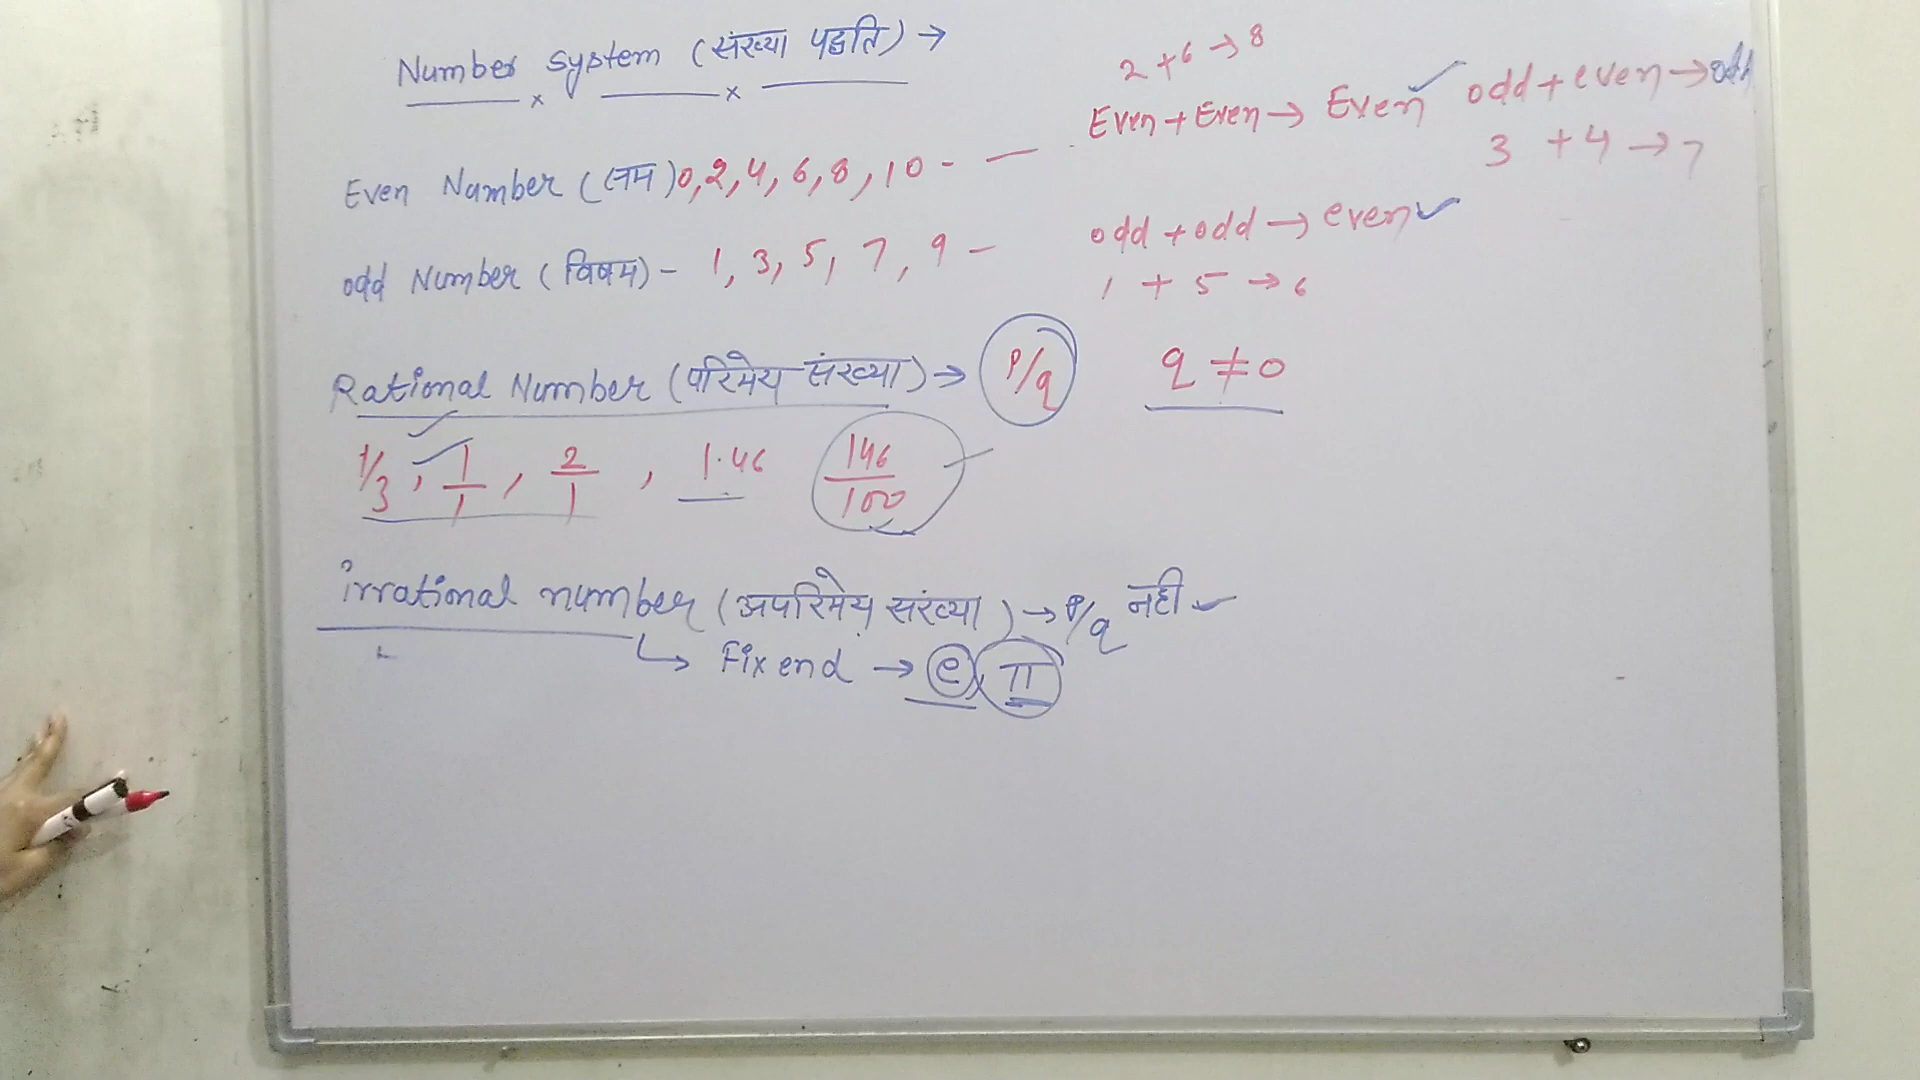 Number System (संख्या पद्धति) →
2 + 6 → 8
Even + Even → Even ✓ odd + even → odd
3 + 4 → 7
Even Number (सम) 0, 2, 4, 6, 8, 10 - —
odd + odd → even ✓
1 + 5 → 6
odd Number (विषम) - 1, 3, 5, 7, 9 -
Rational Number (परिमेय संख्या) → P/q q ≠ 0
1/3, 1/1, 2/1, 1.46 146/100
irrational number (अपरिमेय संख्या) → P/q नही
↳ Fix end → e, π